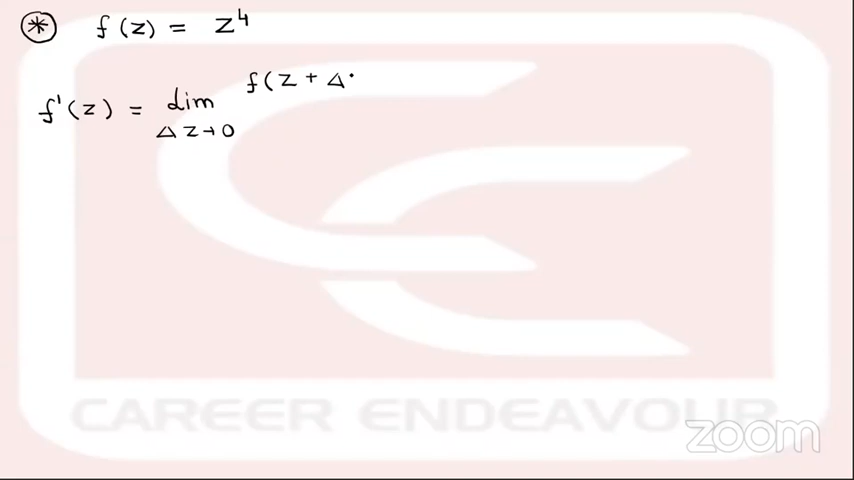 * f(z) = z⁴
f(z + Δ
f'(z) = lim
Δz→0
CAREER ENDEAVOUR
zoom